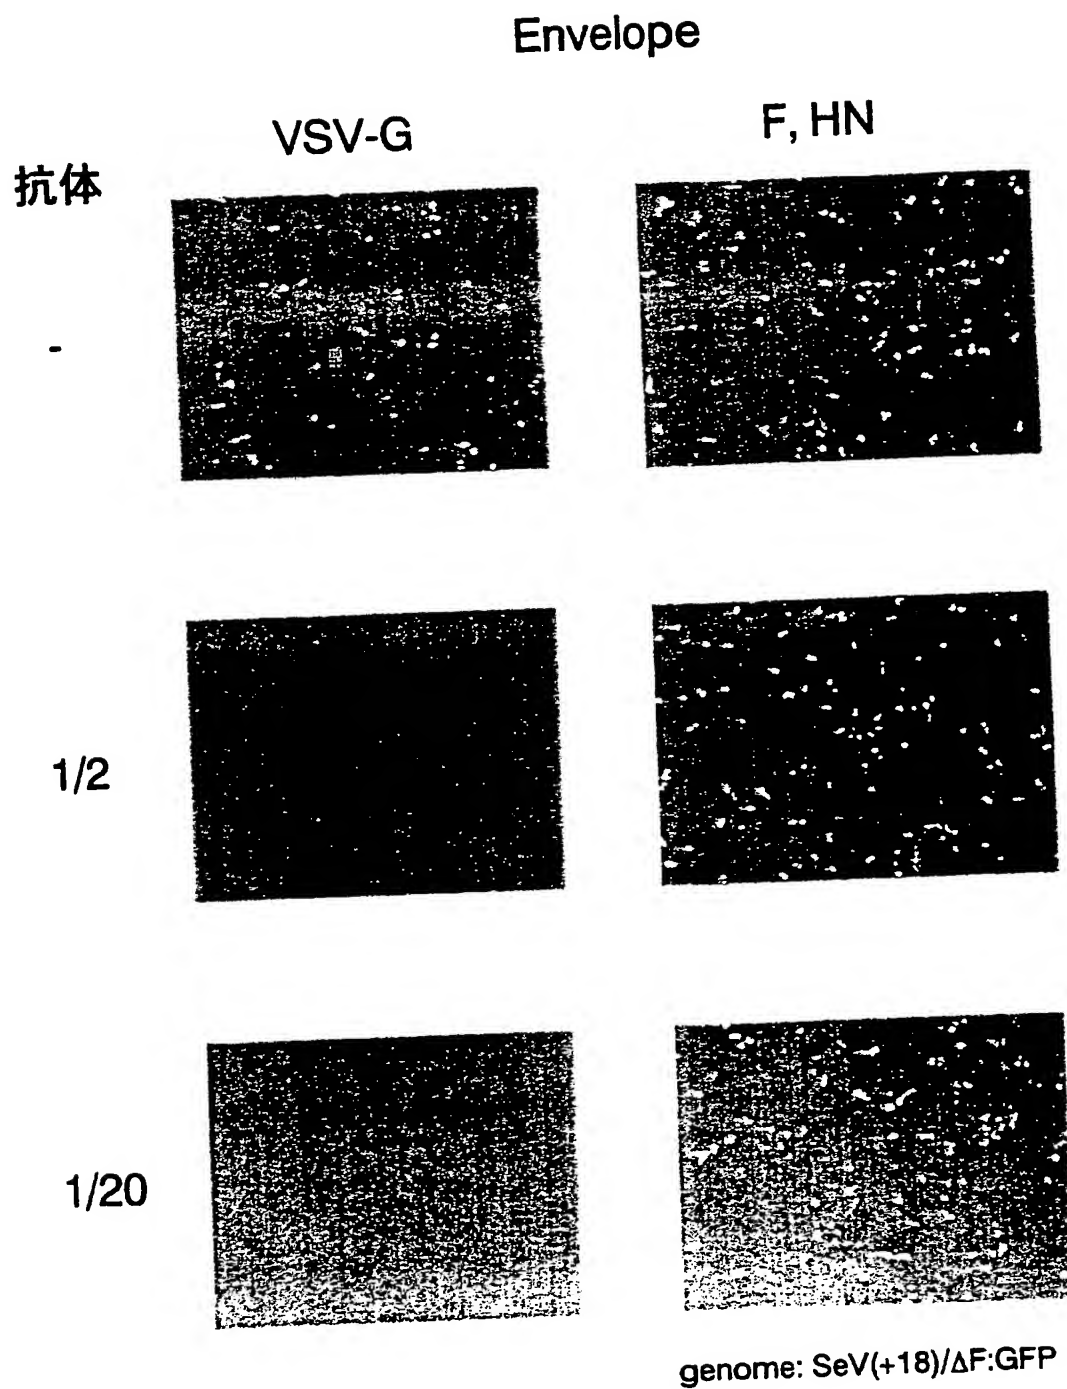 Envelope
VSV-G
F, HN
抗体
-
1/2
1/20
genome: SeV(+18)/ΔF:GFP